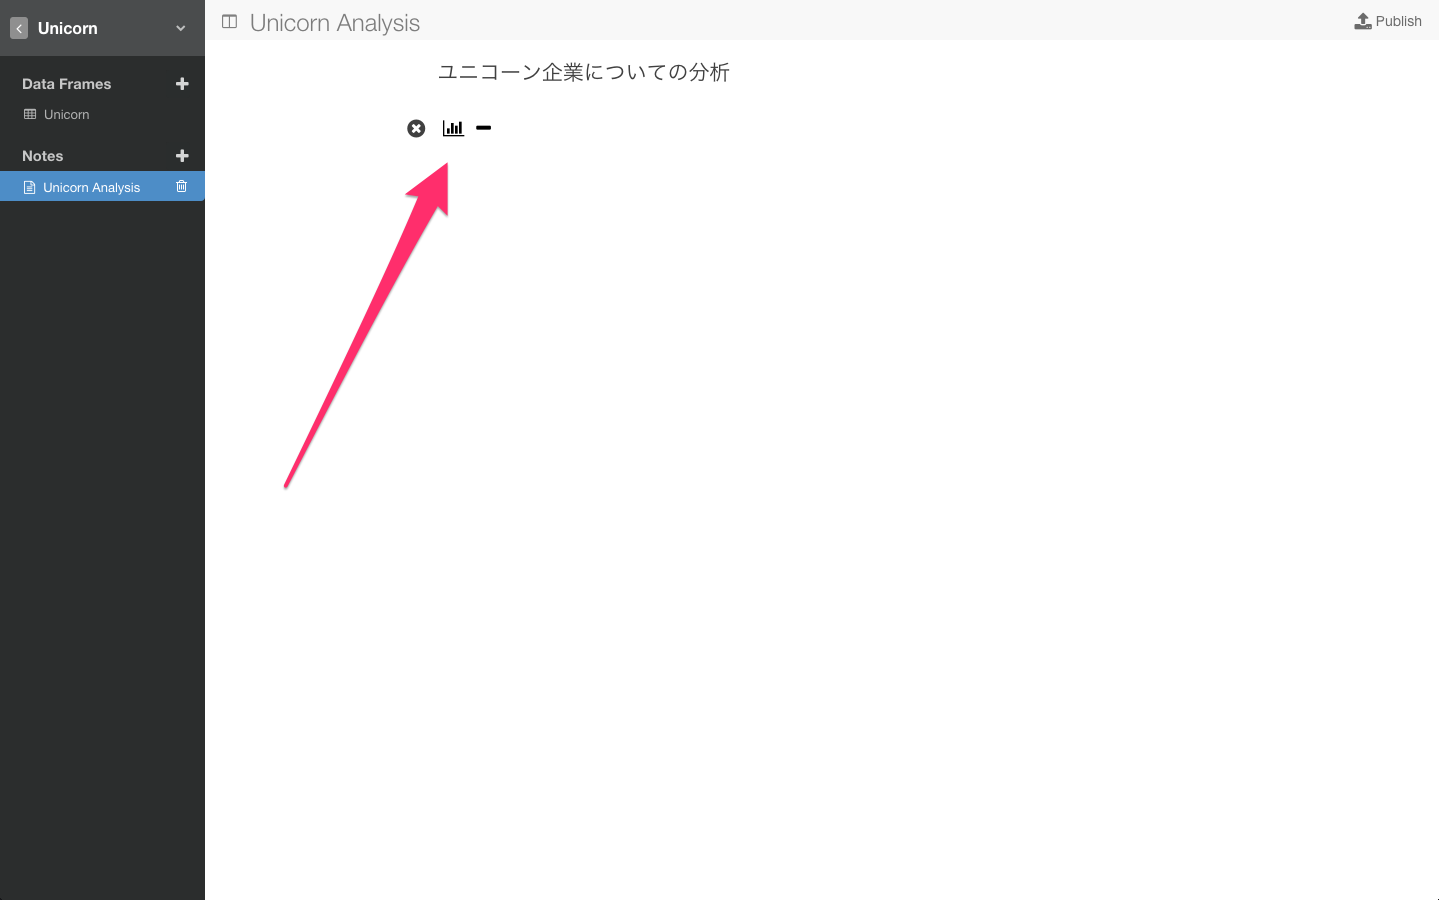 Unicorn
Unicorn Analysis
Publish
Data Frames
Unicorn
Notes
Unicorn Analysis
ユニコーン企業についての分析